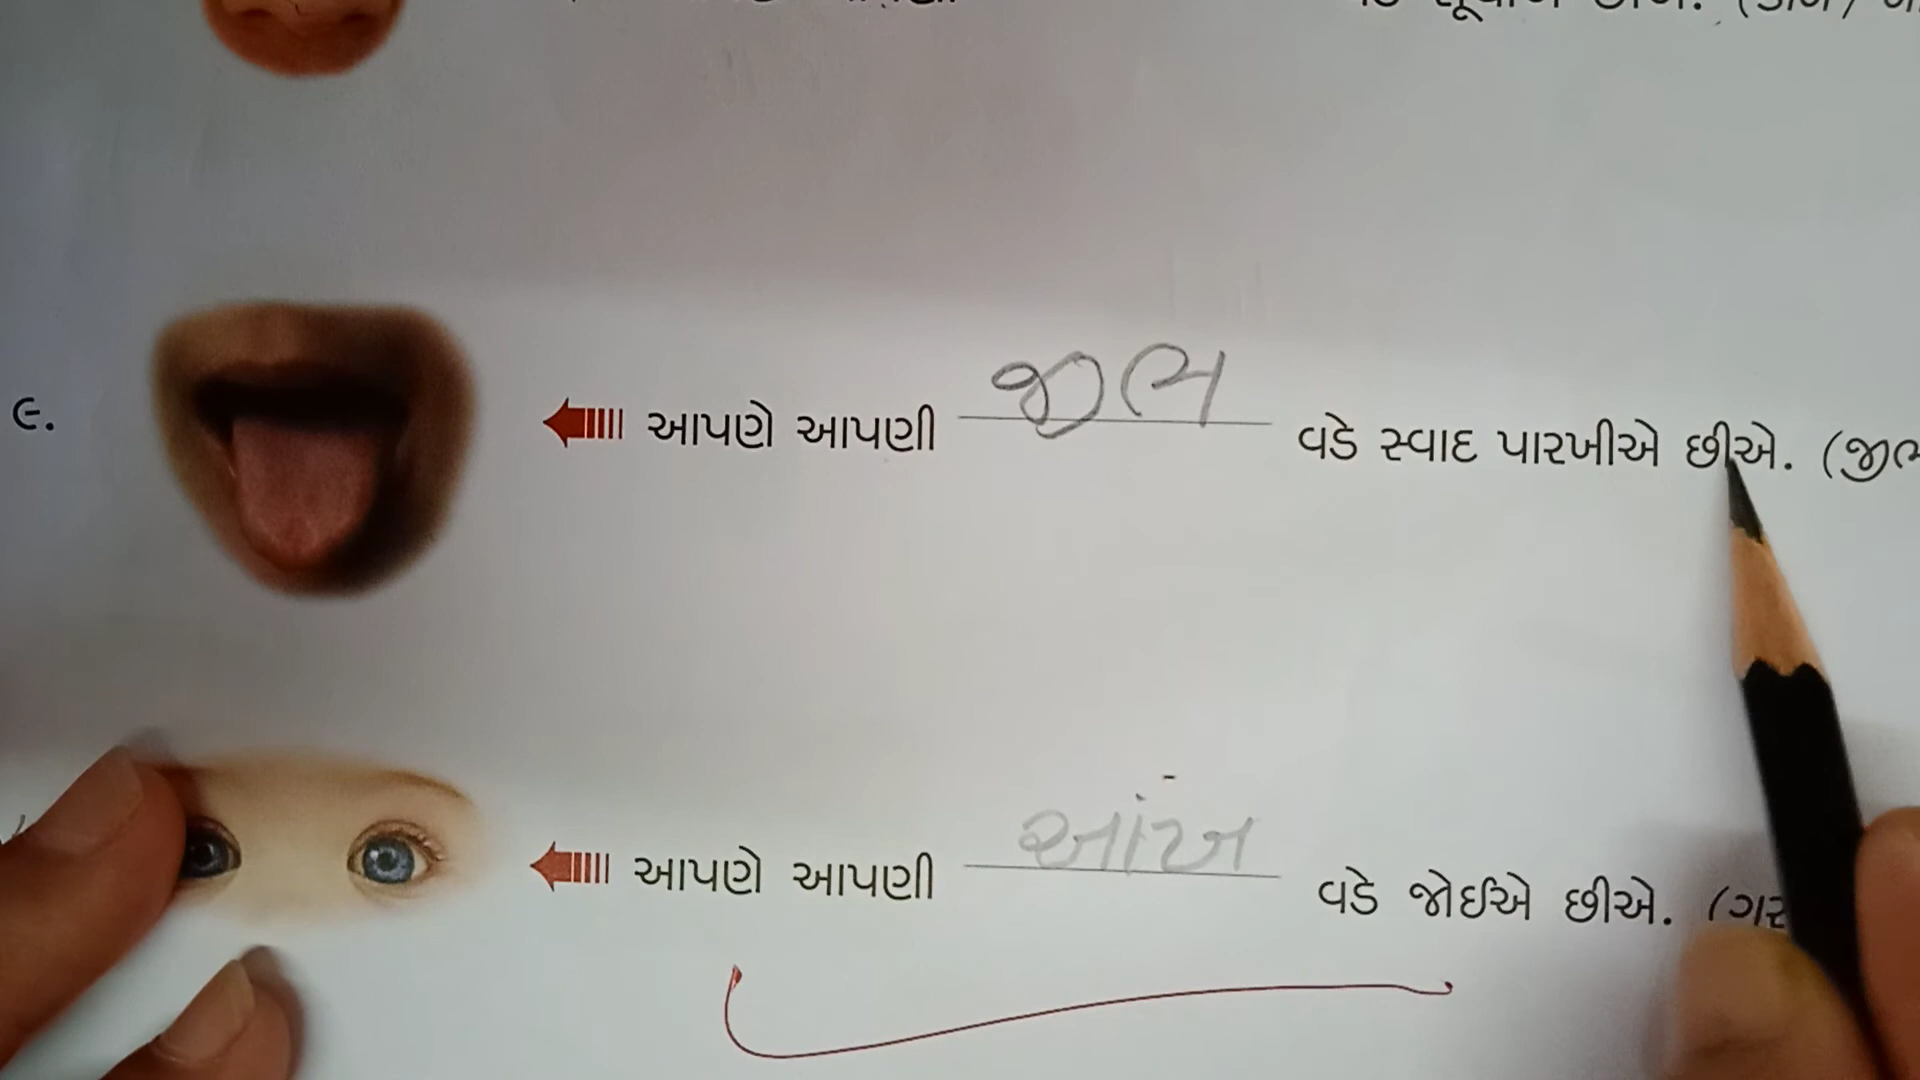 ૯. આપણે આપણી જીભ વડે સ્વાદ પારખીએ છીએ. (જીભ
આપણે આપણી આંખ વડે જોઈએ છીએ.